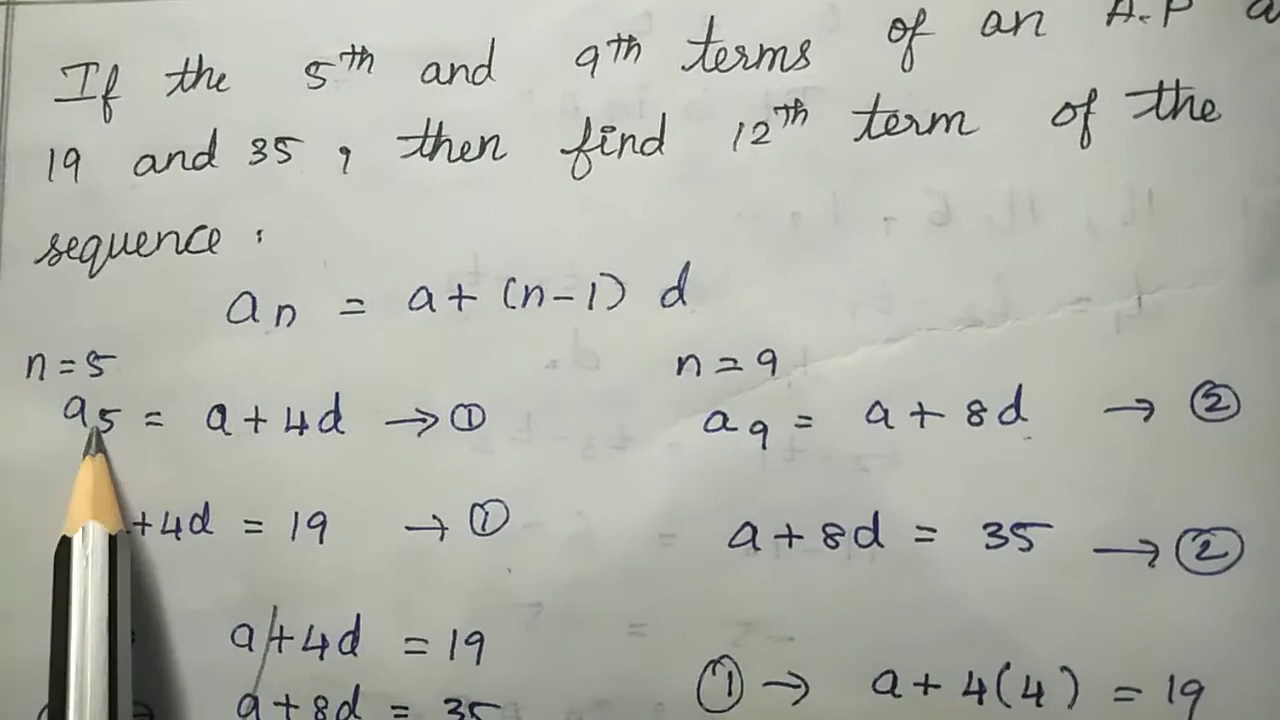 If the 5th and 9th terms of an A.P
19 and 35, then find 12th term of the
sequence :
an = a + (n-1) d
n = 5 n = 9
a5 = a + 4d → ① a9 = a + 8d → ②
+4d = 19 → ① a + 8d = 35 → ②
a + 4d = 19
① → a + 4(4) = 19
a + 8d = 35